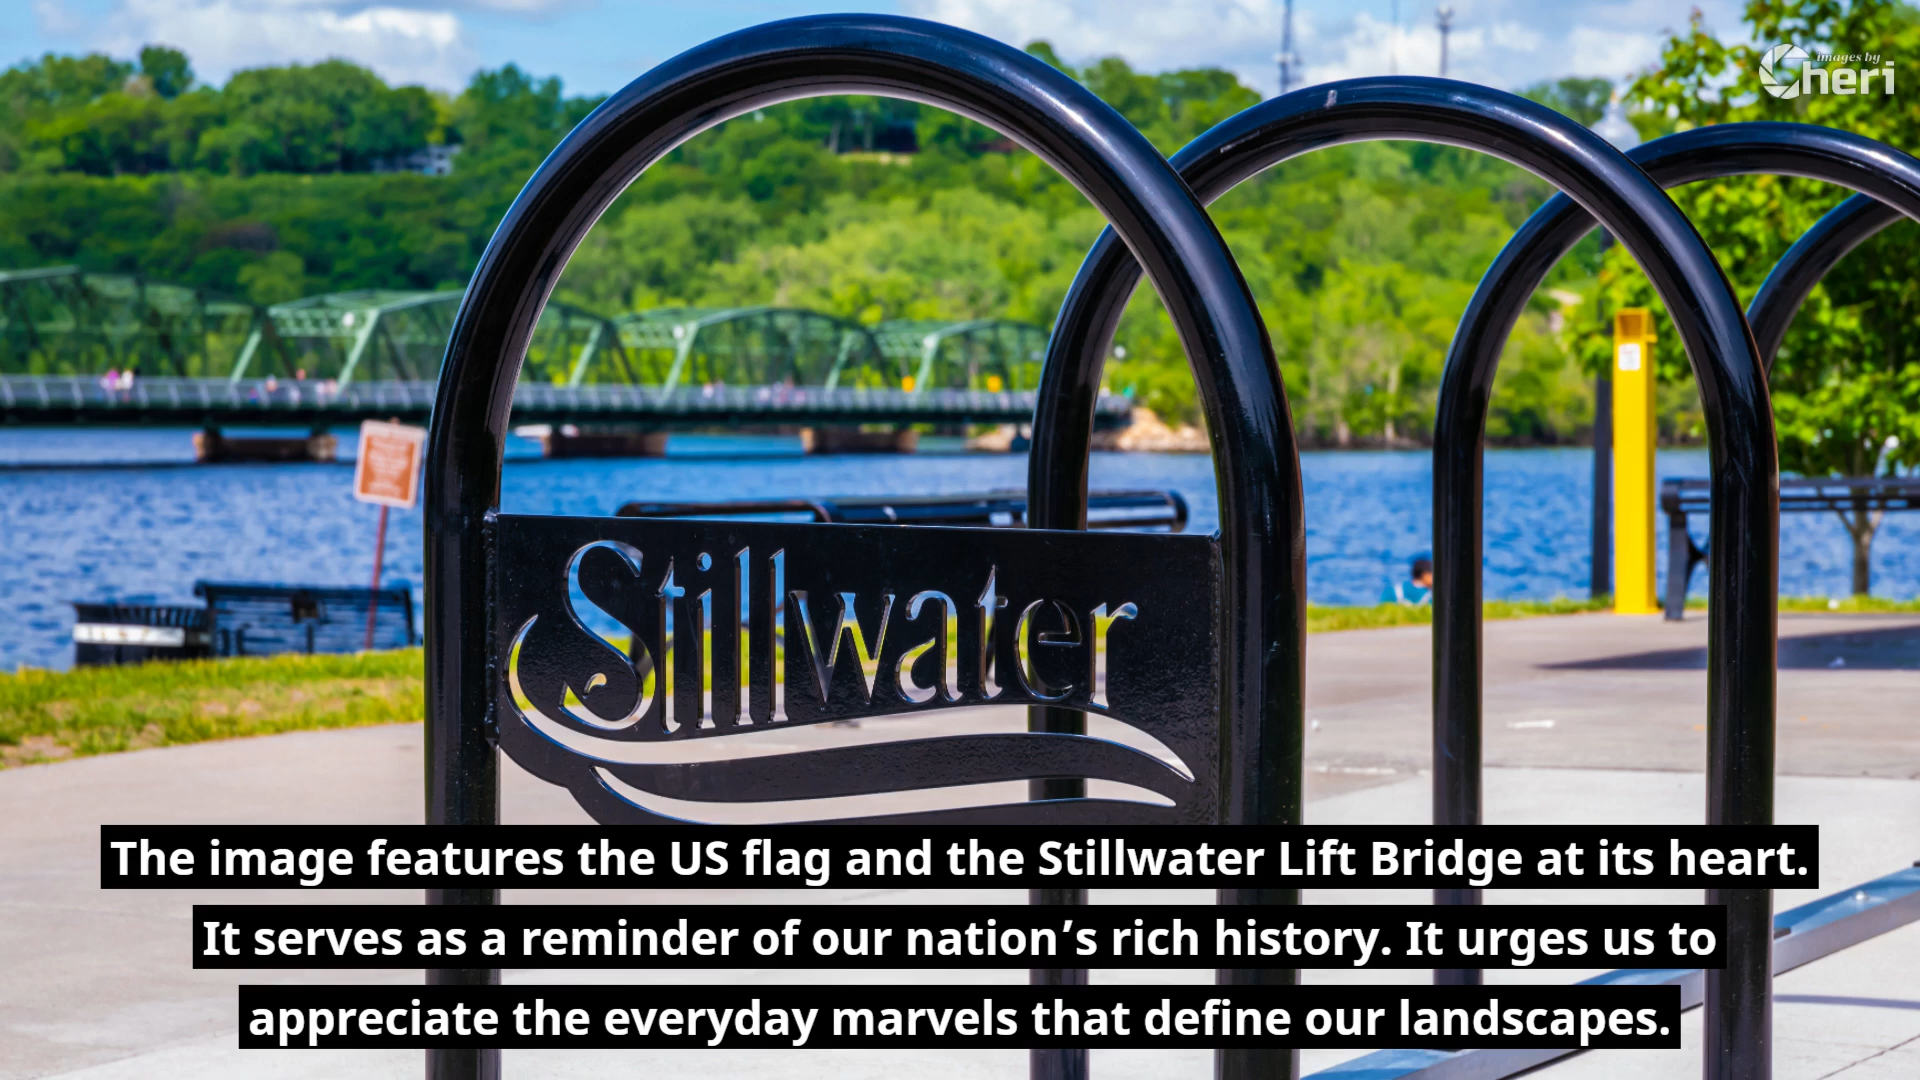 images by
Cheri
Stillwater
The image features the US flag and the Stillwater Lift Bridge at its heart.
It serves as a reminder of our nation’s rich history. It urges us to
appreciate the everyday marvels that define our landscapes.